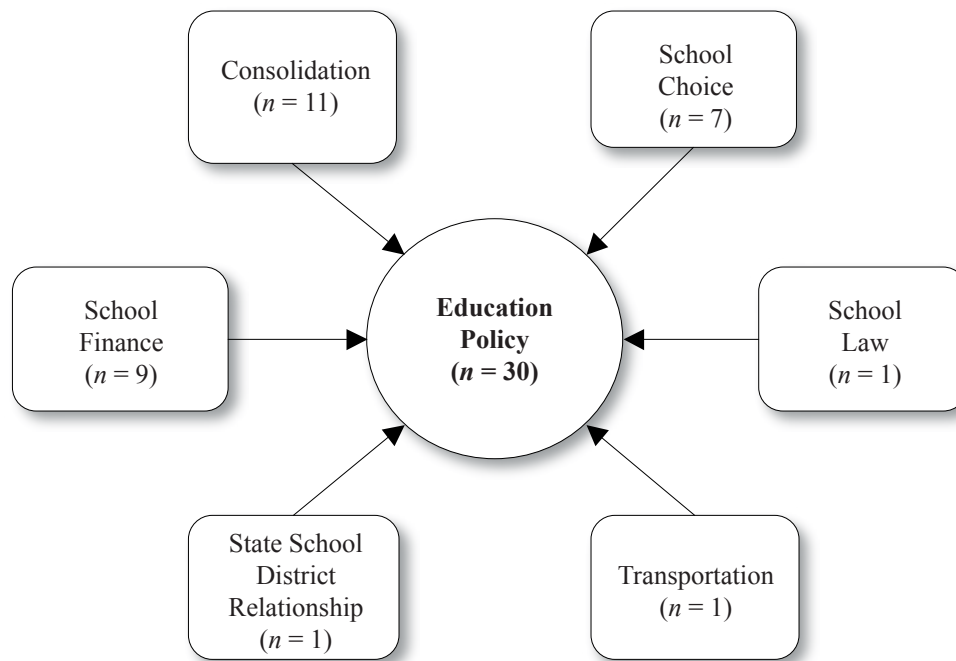 Consolidation
(n = 11)
School
Choice
(n = 7)
School
Finance
(n = 9)
Education
Policy
(n = 30)
School
Law
(n = 1)
State School
District
Relationship
(n = 1)
Transportation
(n = 1)